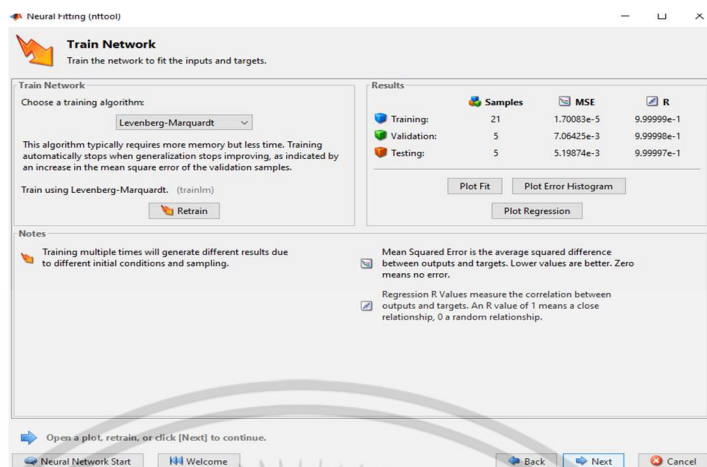 Neural Fitting (nftool)
Train Network
Train the network to fit the inputs and targets.
Train Network
Choose a training algorithm:
Levenberg-Marquardt
This algorithm typically requires more memory but less time. Training
automatically stops when generalization stops improving, as indicated by
an increase in the mean square error of the validation samples.
Train using Levenberg-Marquardt. (trainlm)
Retrain
Results
Samples MSE R
Training: 21 1.70083e-5 9.99999e-1
Validation: 5 7.06425e-3 9.99998e-1
Testing: 5 5.19874e-3 9.99997e-1
Plot Fit Plot Error Histogram
Plot Regression
Notes
Training multiple times will generate different results due
to different initial conditions and sampling.
Mean Squared Error is the average squared difference
between outputs and targets. Lower values are better. Zero
means no error.
Regression R Values measure the correlation between
outputs and targets. An R value of 1 means a close
relationship, 0 a random relationship.
Open a plot, retrain, or click [Next] to continue.
Neural Network Start Welcome Back Next Cancel